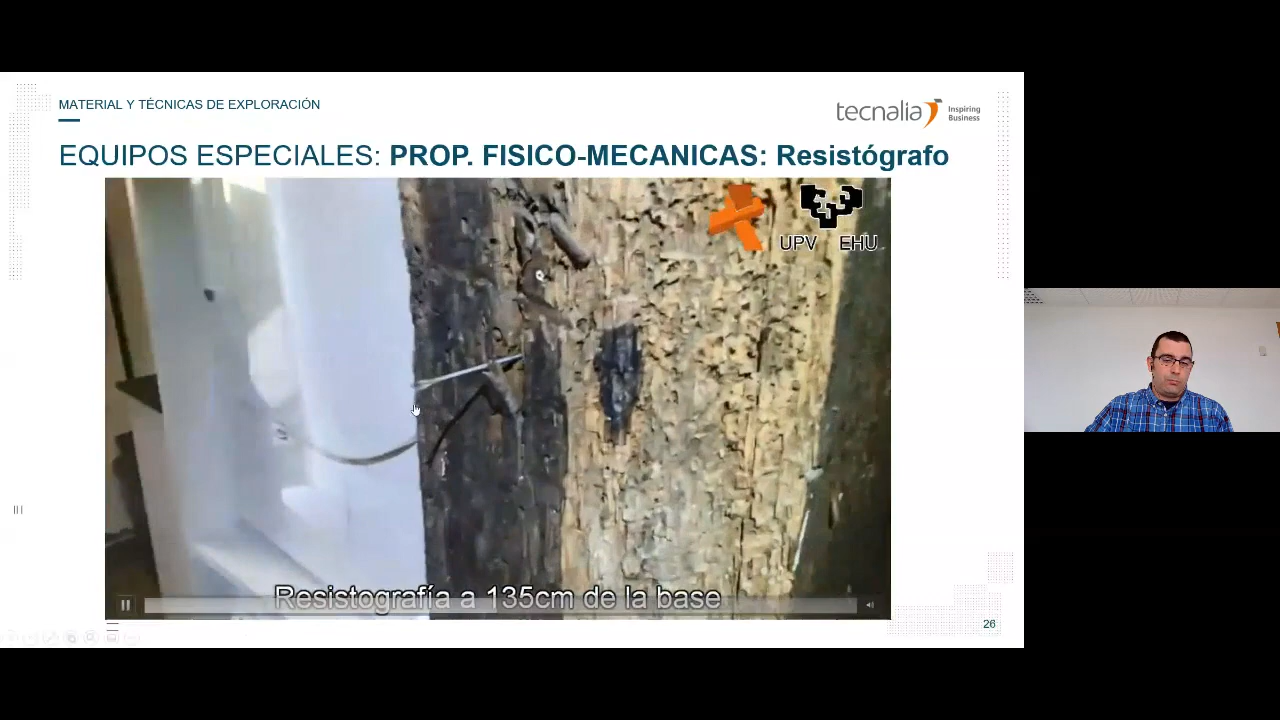 MATERIAL Y TÉCNICAS DE EXPLORACIÓN
tecnalia Inspiring Business
EQUIPOS ESPECIALES: PROP. FISICO-MECANICAS: Resistógrafo
UPV EHU
Resistografía a 135cm de la base
26